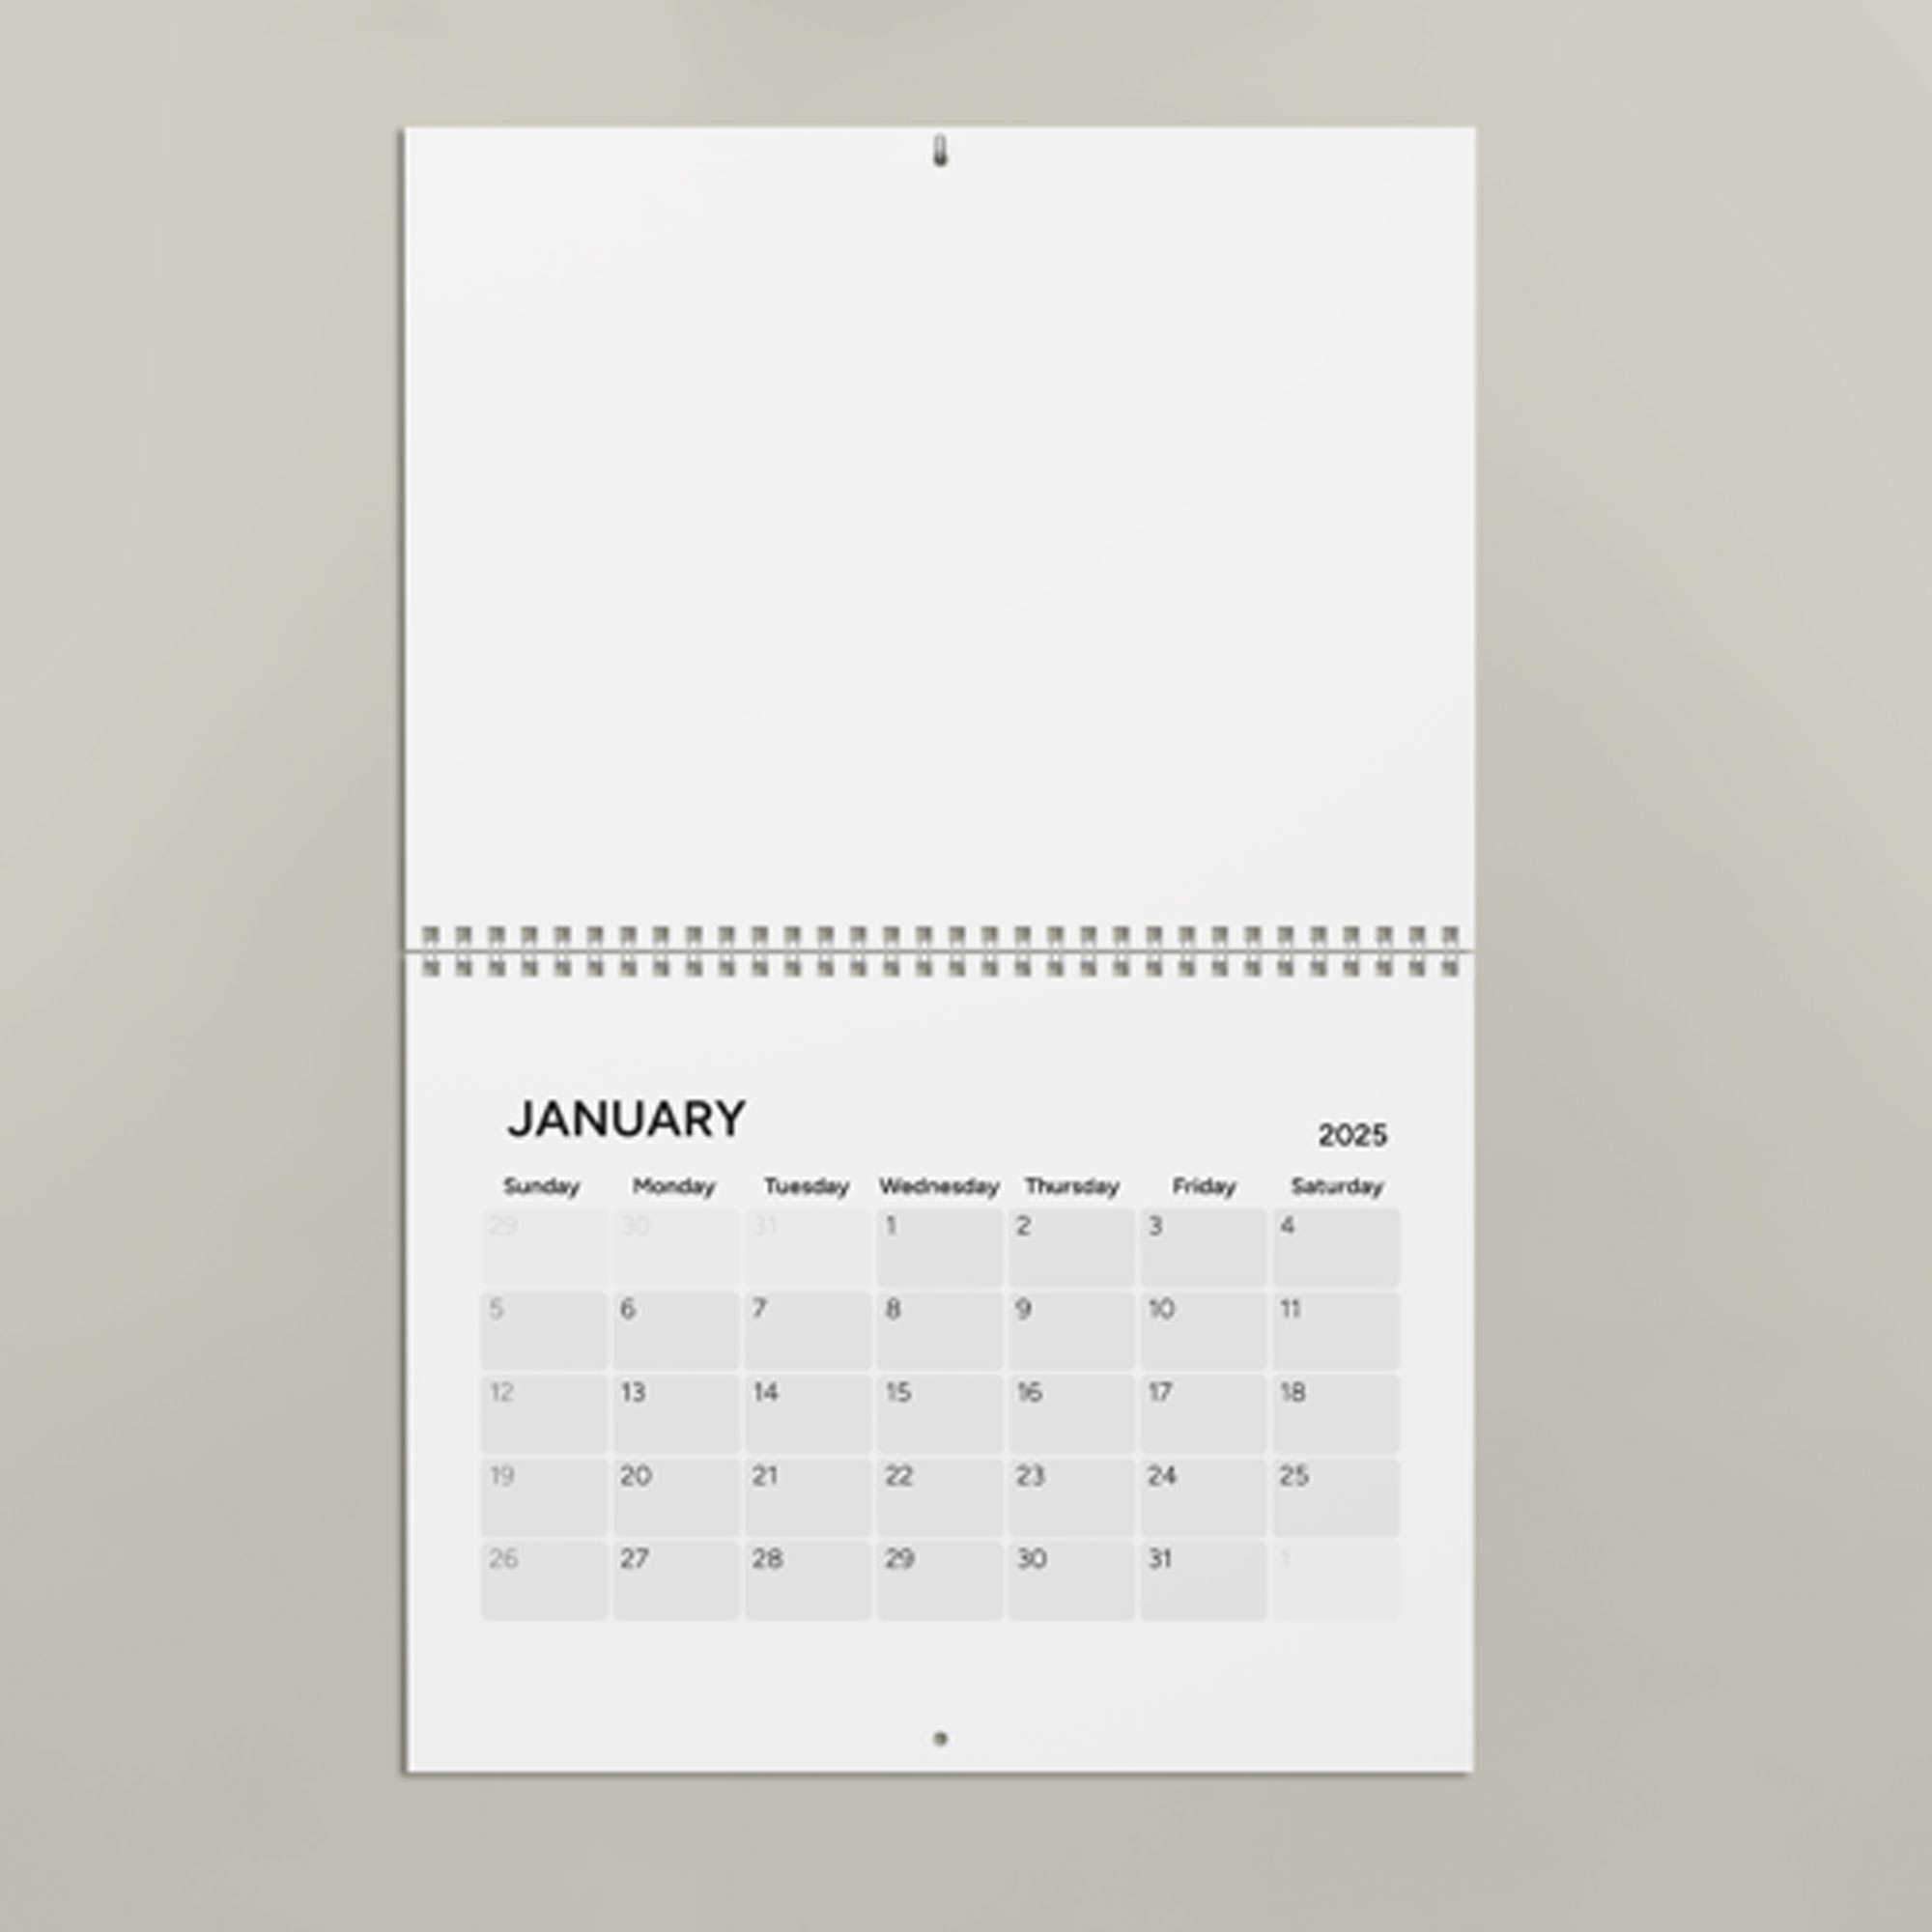 JANUARY
2025
Sunday Monday Tuesday Wednesday Thursday Friday Saturday
29 30 31 1 2 3 4
5 6 7 8 9 10 11
12 13 14 15 16 17 18
19 20 21 22 23 24 25
26 27 28 29 30 31 1